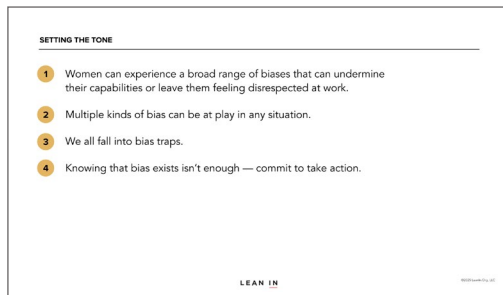 SETTING THE TONE
1 Women can experience a broad range of biases that can undermine
their capabilities or leave them feeling disrespected at work.
2 Multiple kinds of bias can be at play in any situation.
3 We all fall into bias traps.
4 Knowing that bias exists isn’t enough — commit to take action.
LEAN IN